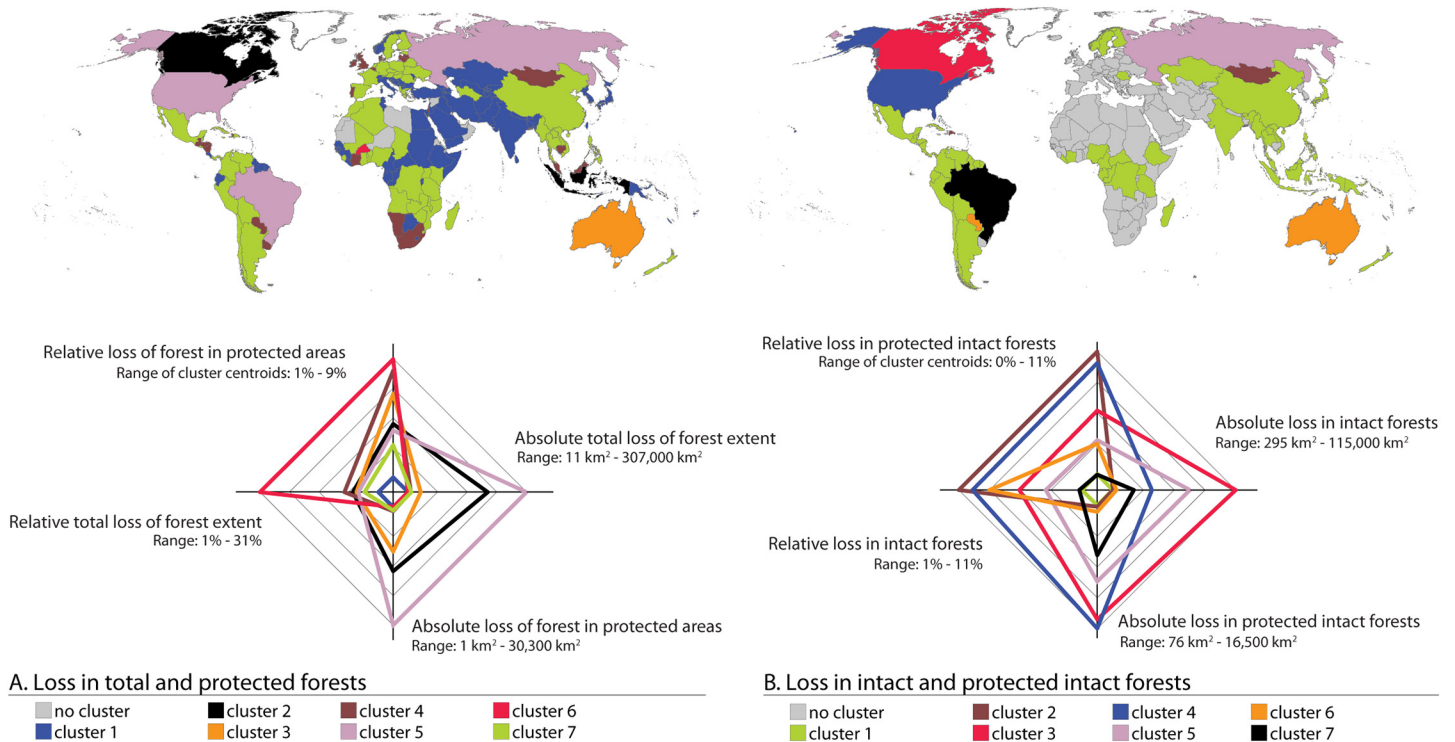 Relative loss of forest in protected areas
Range of cluster centroids: 1% - 9%
Absolute total loss of forest extent
Range: 11 km² - 307,000 km²
Relative total loss of forest extent
Range: 1% - 31%
Absolute loss of forest in protected areas
Range: 1 km² - 30,300 km²
A. Loss in total and protected forests
no cluster
cluster 2
cluster 4
cluster 6
cluster 1
cluster 3
cluster 5
cluster 7
Relative loss in protected intact forests
Range of cluster centroids: 0% - 11%
Absolute loss in intact forests
Range: 295 km² - 115,000 km²
Relative loss in intact forests
Range: 1% - 11%
Absolute loss in protected intact forests
Range: 76 km² - 16,500 km²
B. Loss in intact and protected intact forests
no cluster
cluster 2
cluster 4
cluster 6
cluster 1
cluster 3
cluster 5
cluster 7